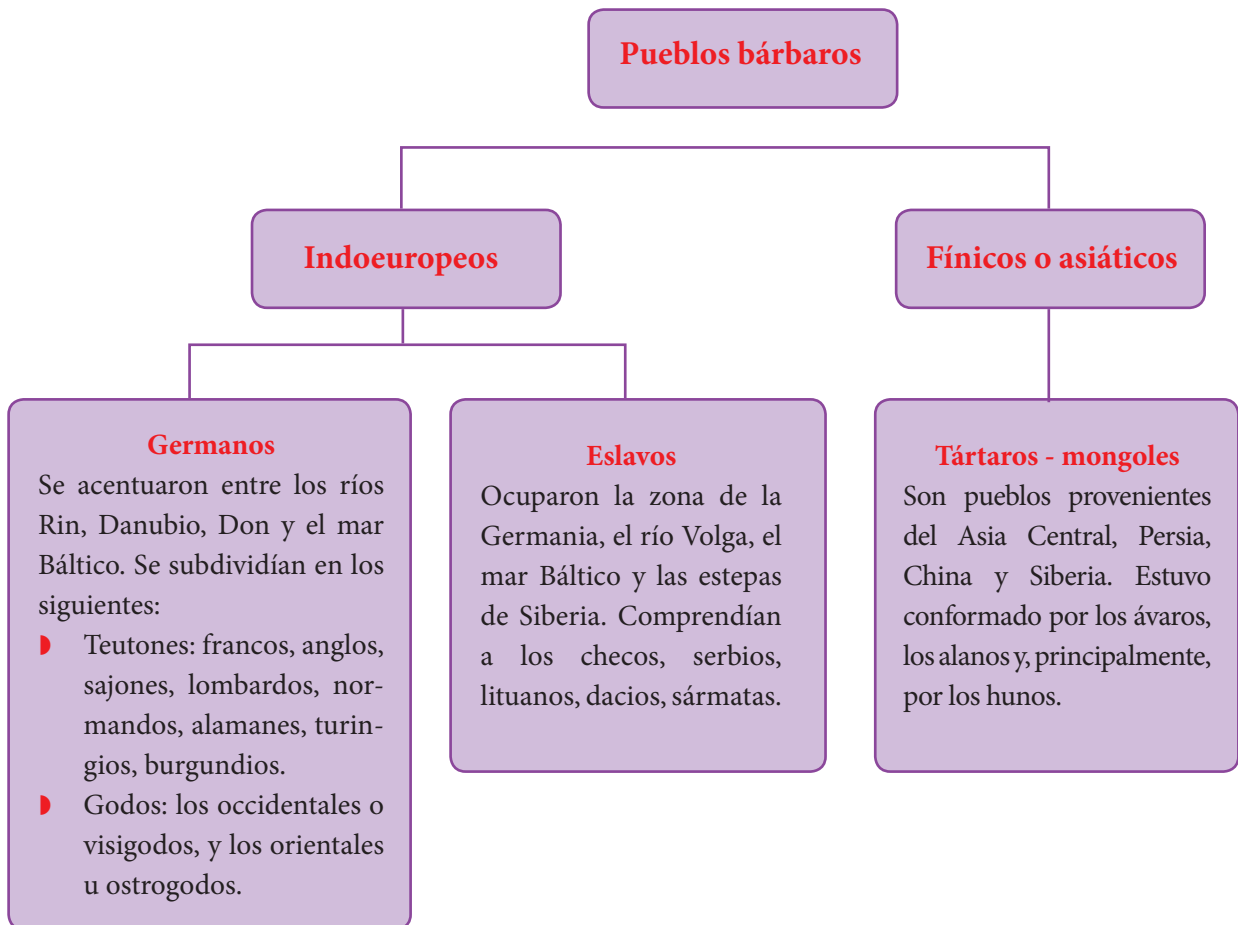 Pueblos bárbaros
Indoeuropeos
Fínicos o asiáticos
Germanos
Se acentuaron entre los ríos
Rin, Danubio, Don y el mar
Báltico. Se subdividían en los
siguientes:
Teutones: francos, anglos,
sajones, lombardos, nor-
mandos, alamanes, turin-
gios, burgundios.
Godos: los occidentales o
visigodos, y los orientales
u ostrogodos.
Eslavos
Ocuparon la zona de la
Germania, el río Volga, el
mar Báltico y las estepas
de Siberia. Comprendían
a los checos, serbios,
lituanos, dacios, sármatas.
Tártaros - mongoles
Son pueblos provenientes
del Asia Central, Persia,
China y Siberia. Estuvo
conformado por los ávaros,
los alanos y, principalmente,
por los hunos.